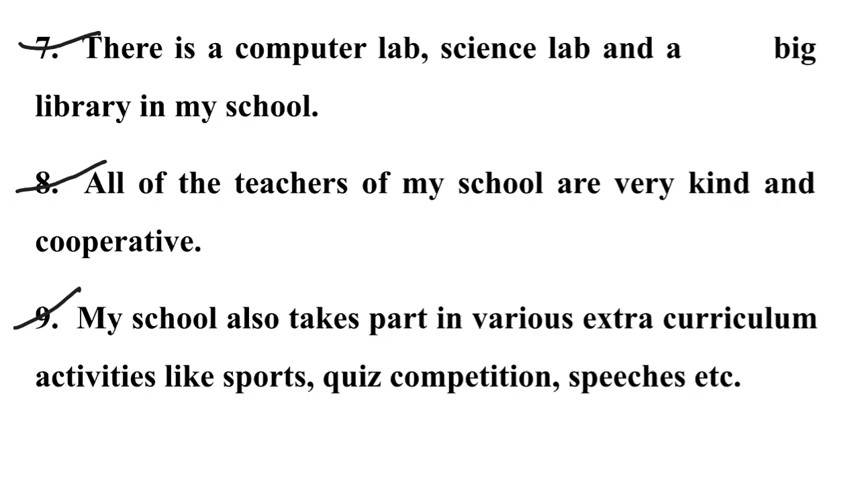 7. There is a computer lab, science lab and a big
library in my school.
8. All of the teachers of my school are very kind and
cooperative.
9. My school also takes part in various extra curriculum
activities like sports, quiz competition, speeches etc.